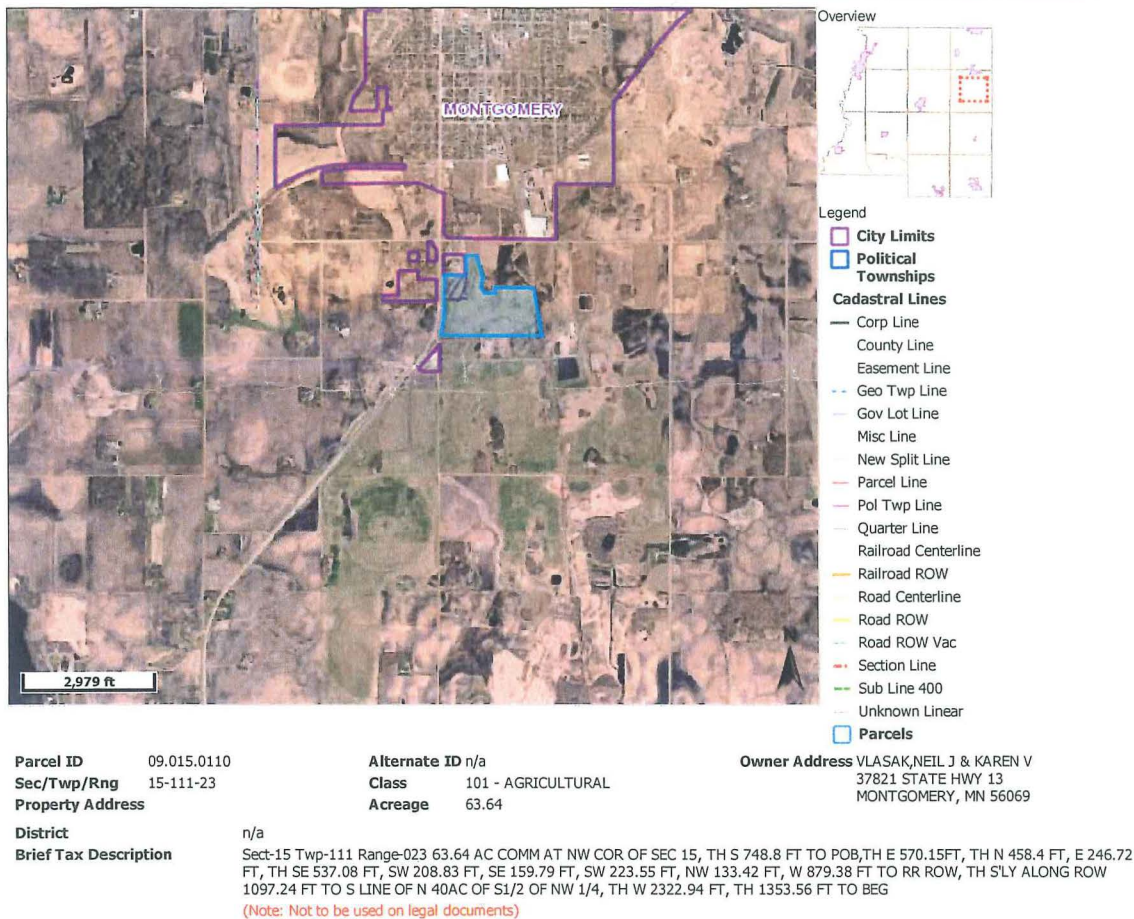 Overview
MONTGOMERY
Legend
City Limits
Political
Townships
Cadastral Lines
Corp Line
County Line
Easement Line
Geo Twp Line
Gov Lot Line
Misc Line
New Split Line
Parcel Line
Pol Twp Line
Quarter Line
Railroad Centerline
Railroad ROW
Road Centerline
Road ROW
Road ROW Vac
Section Line
Sub Line 400
Unknown Linear
Parcels
2,979 ft
Parcel ID 09.015.0110 Alternate ID n/a Owner Address VLASAK,NEIL J & KAREN V
Sec/Twp/Rng 15-111-23 Class 101 - AGRICULTURAL 37821 STATE HWY 13
Property Address Acreage 63.64 MONTGOMERY, MN 56069
District n/a
Brief Tax Description Sect-15 Twp-111 Range-023 63.64 AC COMM AT NW COR OF SEC 15, TH S 748.8 FT TO POB,TH E 570.15FT, TH N 458.4 FT, E 246.72
FT, TH SE 537.08 FT, SW 208.83 FT, SE 159.79 FT, SW 223.55 FT, NW 133.42 FT, W 879.38 FT TO RR ROW, TH S'LY ALONG ROW
1097.24 FT TO S LINE OF N 40AC OF S1/2 OF NW 1/4, TH W 2322.94 FT, TH 1353.56 FT TO BEG
(Note: Not to be used on legal documents)